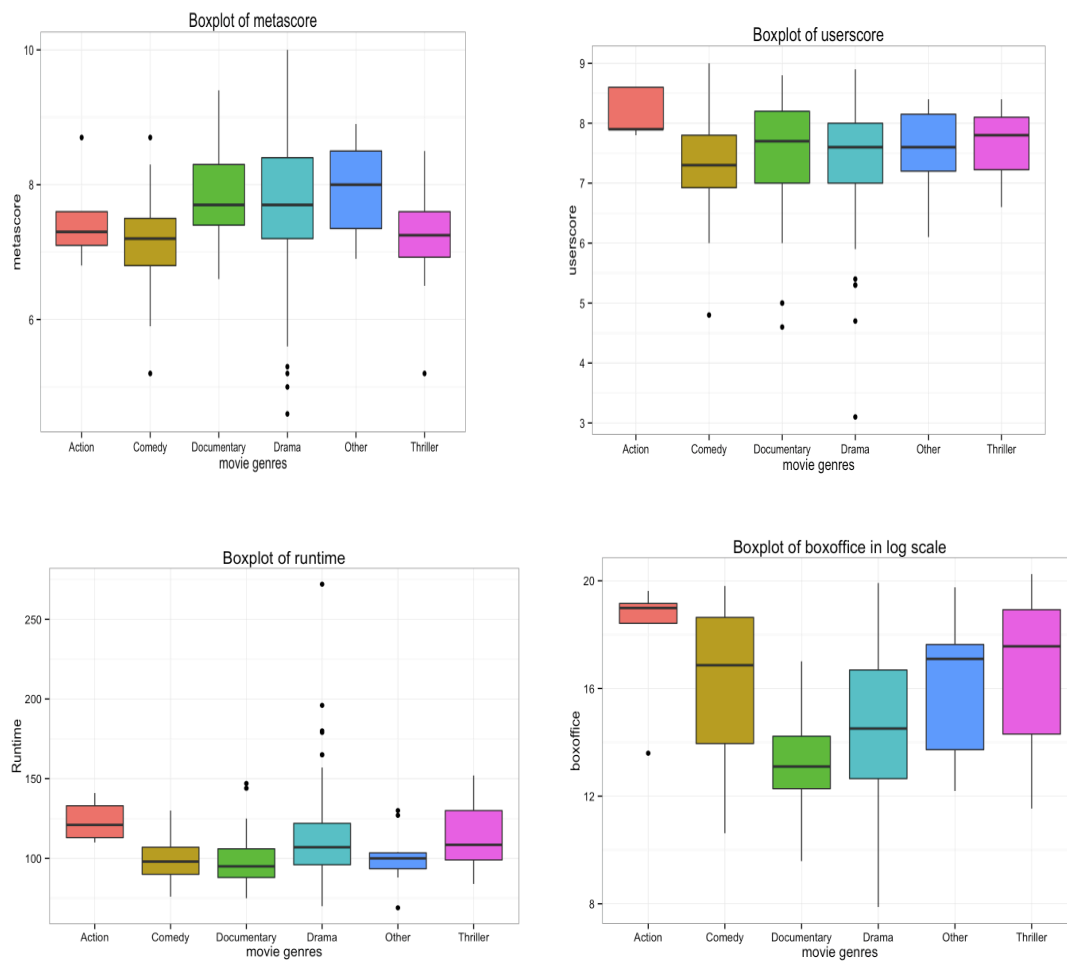 Boxplot of metascore
metascore
10
8
6
Action Comedy Documentary Drama Other Thriller
movie genres
Boxplot of userscore
userscore
9
8
7
6
5
4
3
Action Comedy Documentary Drama Other Thriller
movie genres
Boxplot of runtime
Runtime
250
200
150
100
Action Comedy Documentary Drama Other Thriller
movie genres
Boxplot of boxoffice in log scale
boxoffice
20
16
12
8
Action Comedy Documentary Drama Other Thriller
movie genres